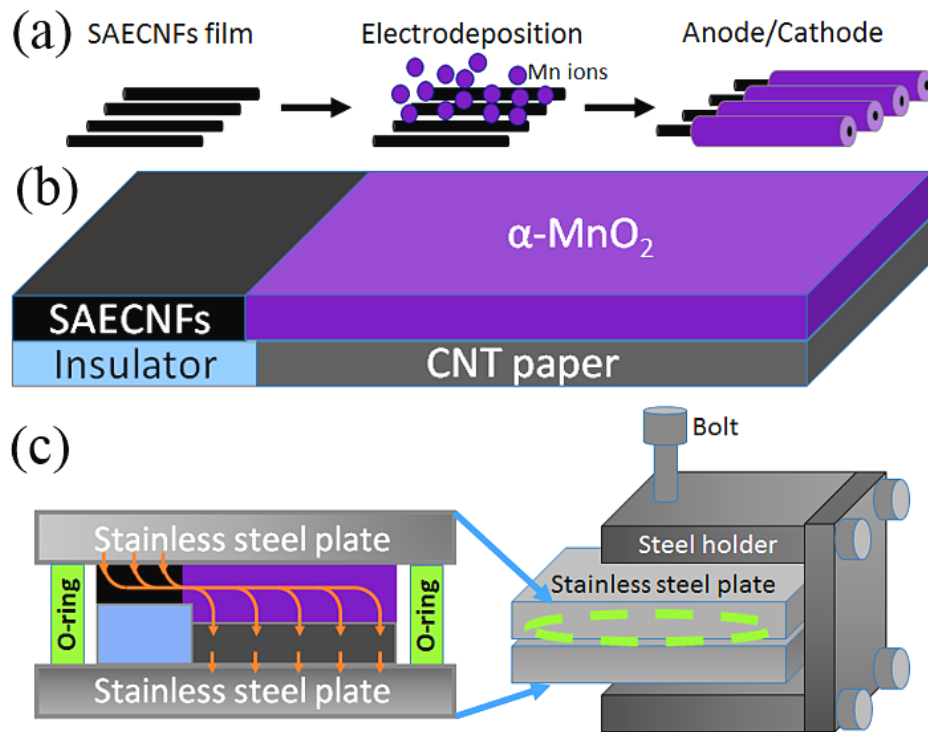 (a)
SAECNFs film
Electrodeposition
Anode/Cathode
Mn ions
(b)
α-MnO₂
SAECNFs
Insulator
CNT paper
(c)
Bolt
Stainless steel plate
Steel holder
Stainless steel plate
O-ring
O-ring
Stainless steel plate